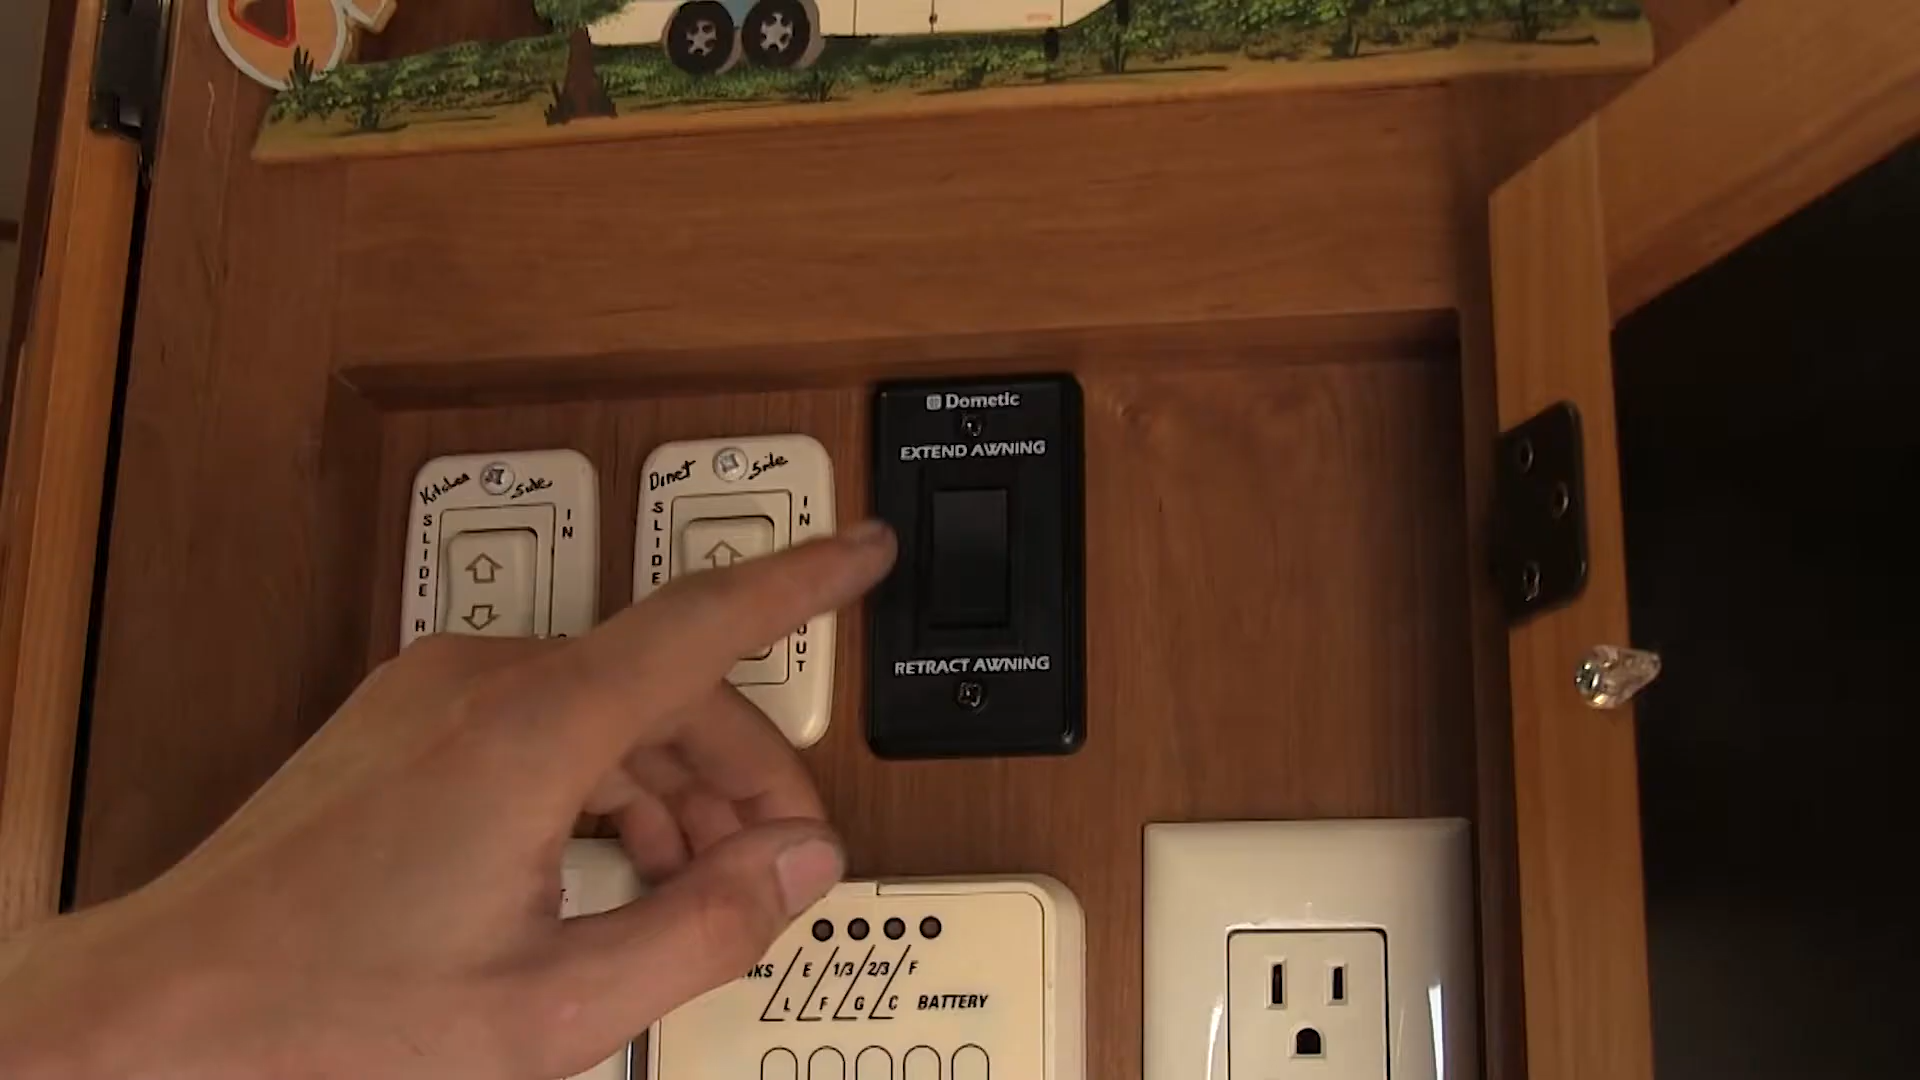 Dometic
EXTEND AWNING
RETRACT AWNING
Kitchen Side
SLIDE
IN
Dinet Side
SLIDE
IN
OUT
E 1/3 2/3 F
L F G C BATTERY